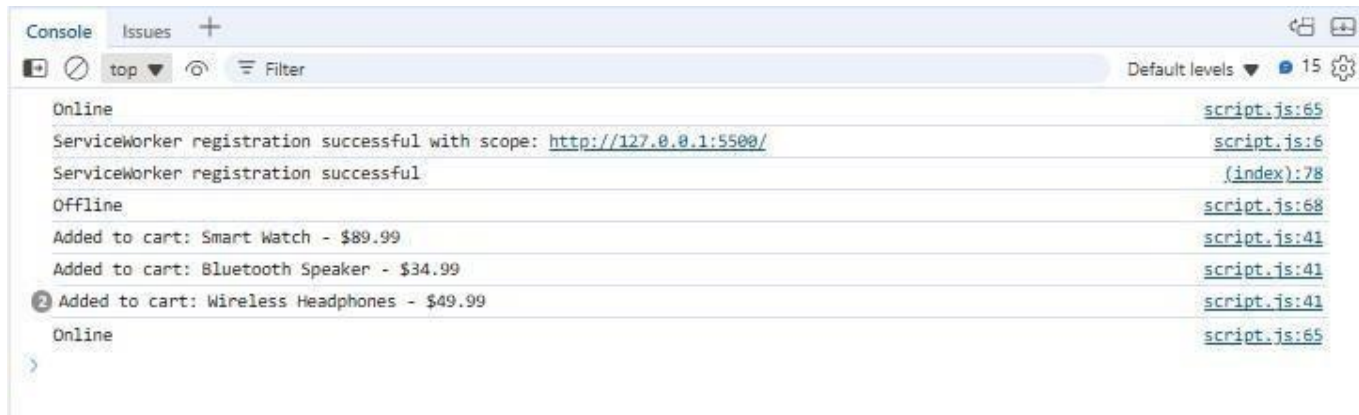 Console Issues
top Filter Default levels 15
Online script.js:65
ServiceWorker registration successful with scope: http://127.0.0.1:5500/ script.js:6
ServiceWorker registration successful (index):78
Offline script.js:68
Added to cart: Smart Watch - $89.99 script.js:41
Added to cart: Bluetooth Speaker - $34.99 script.js:41
2 Added to cart: Wireless Headphones - $49.99 script.js:41
Online script.js:65